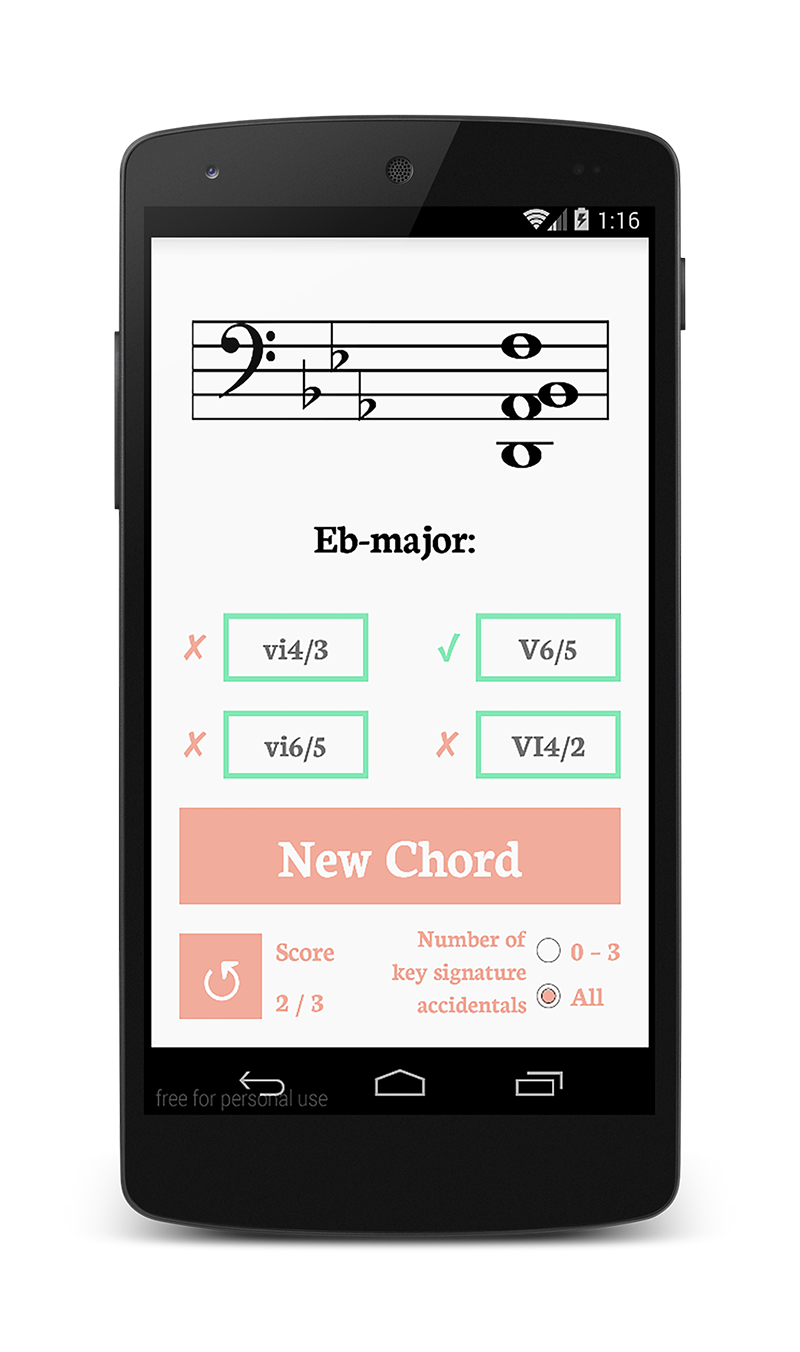 1:16
Eb-major:
✗ vi4/3 √ V6/5
✗ vi6/5 ✗ VI4/2
New Chord
Score
2 / 3
Number of
key signature
accidentals
0 – 3
All
free for personal use